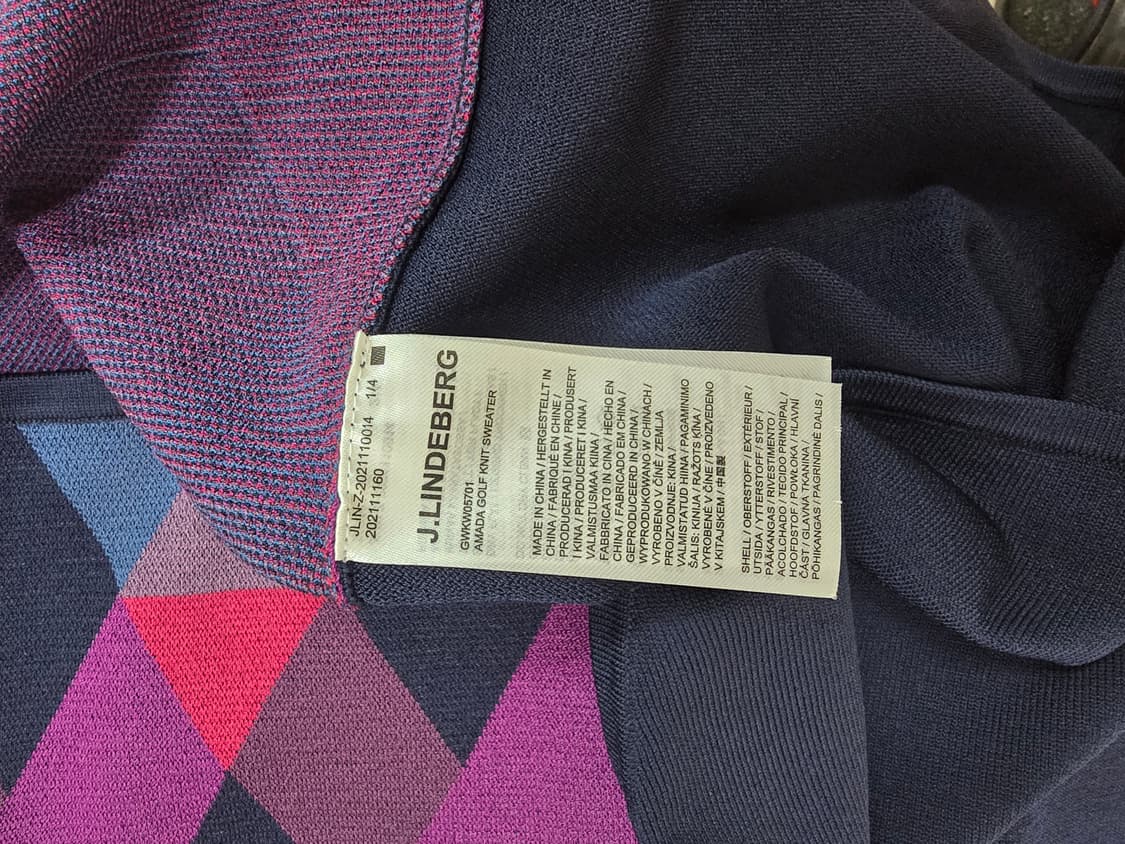 JLIN-Z-2021110014 1/4
202111160
J.LINDEBERG
GWKW05701
AMADA GOLF KNIT SWEATER
MADE IN CHINA / HERGESTELLT IN
CHINA / FABRIQUÉ EN CHINE /
PRODUCERAD I KINA / PRODUSERT
I KINA / PRODUCERET I KINA /
VALMISTUSMAA KIINA /
FABBRICATO IN CINA / HECHO EN
CHINA / FABRICADO EM CHINA /
GEPRODUCEERD IN CHINA /
WYPRODUKOWANO W CHINACH /
VYROBENO V ČÍNĚ / ZEMLJA
PROIZVODNJE: KINA /
VALMISTATUD HIINA / PAGAMINIMO
ŠALIS: KINIJA / RAŽOTS ĶĪNA /
VYROBENÉ V ČÍNE / PROIZVEDENO
V KITAJSKEM / 中国製
SHELL / OBERSTOFF / EXTÉRIEUR /
UTSIDA / YTTERSTOFF / STOF /
PÄÄKANGAS / RIVESTIMENTO /
ACOLCHADO / TECIDO PRINCIPAL /
HOOFDSTOF / POWŁOKA / HLAVNÍ
ČÁST / GLAVNA TKANINA /
PÕHIKANGAS / PAGRINDINĖ DALIS /